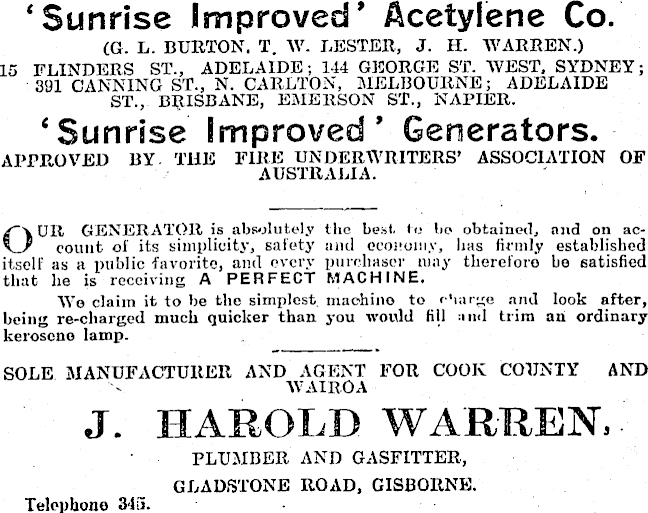 'Sunrise Improved' Acetylene Co.
(G. L. BURTON, T. W. LESTER, J. H. WARREN.)
15 FLINDERS ST., ADELAIDE; 144 GEORGE ST. WEST, SYDNEY;
391 CANNING ST., N. CARLTON, MELBOURNE; ADELAIDE
ST., BRISBANE, EMERSON ST., NAPIER.
'Sunrise Improved' Generators.
APPROVED BY THE FIRE UNDERWRITERS' ASSOCIATION OF
AUSTRALIA.
OUR GENERATOR is absolutely the best to be obtained, and on ac-
count of its simplicity, safety and economy, has firmly established
itself as a public favorite, and every purchaser may therefore be satisfied
that he is receiving A PERFECT MACHINE.
We claim it to be the simplest machine to charge and look after,
being re-charged much quicker than you would fill and trim an ordinary
kerosene lamp.
SOLE MANUFACTURER AND AGENT FOR COOK COUNTY AND
WAIROA
J. HAROLD WARREN,
PLUMBER AND GASFITTER,
GLADSTONE ROAD, GISBORNE.
Telephone 345.